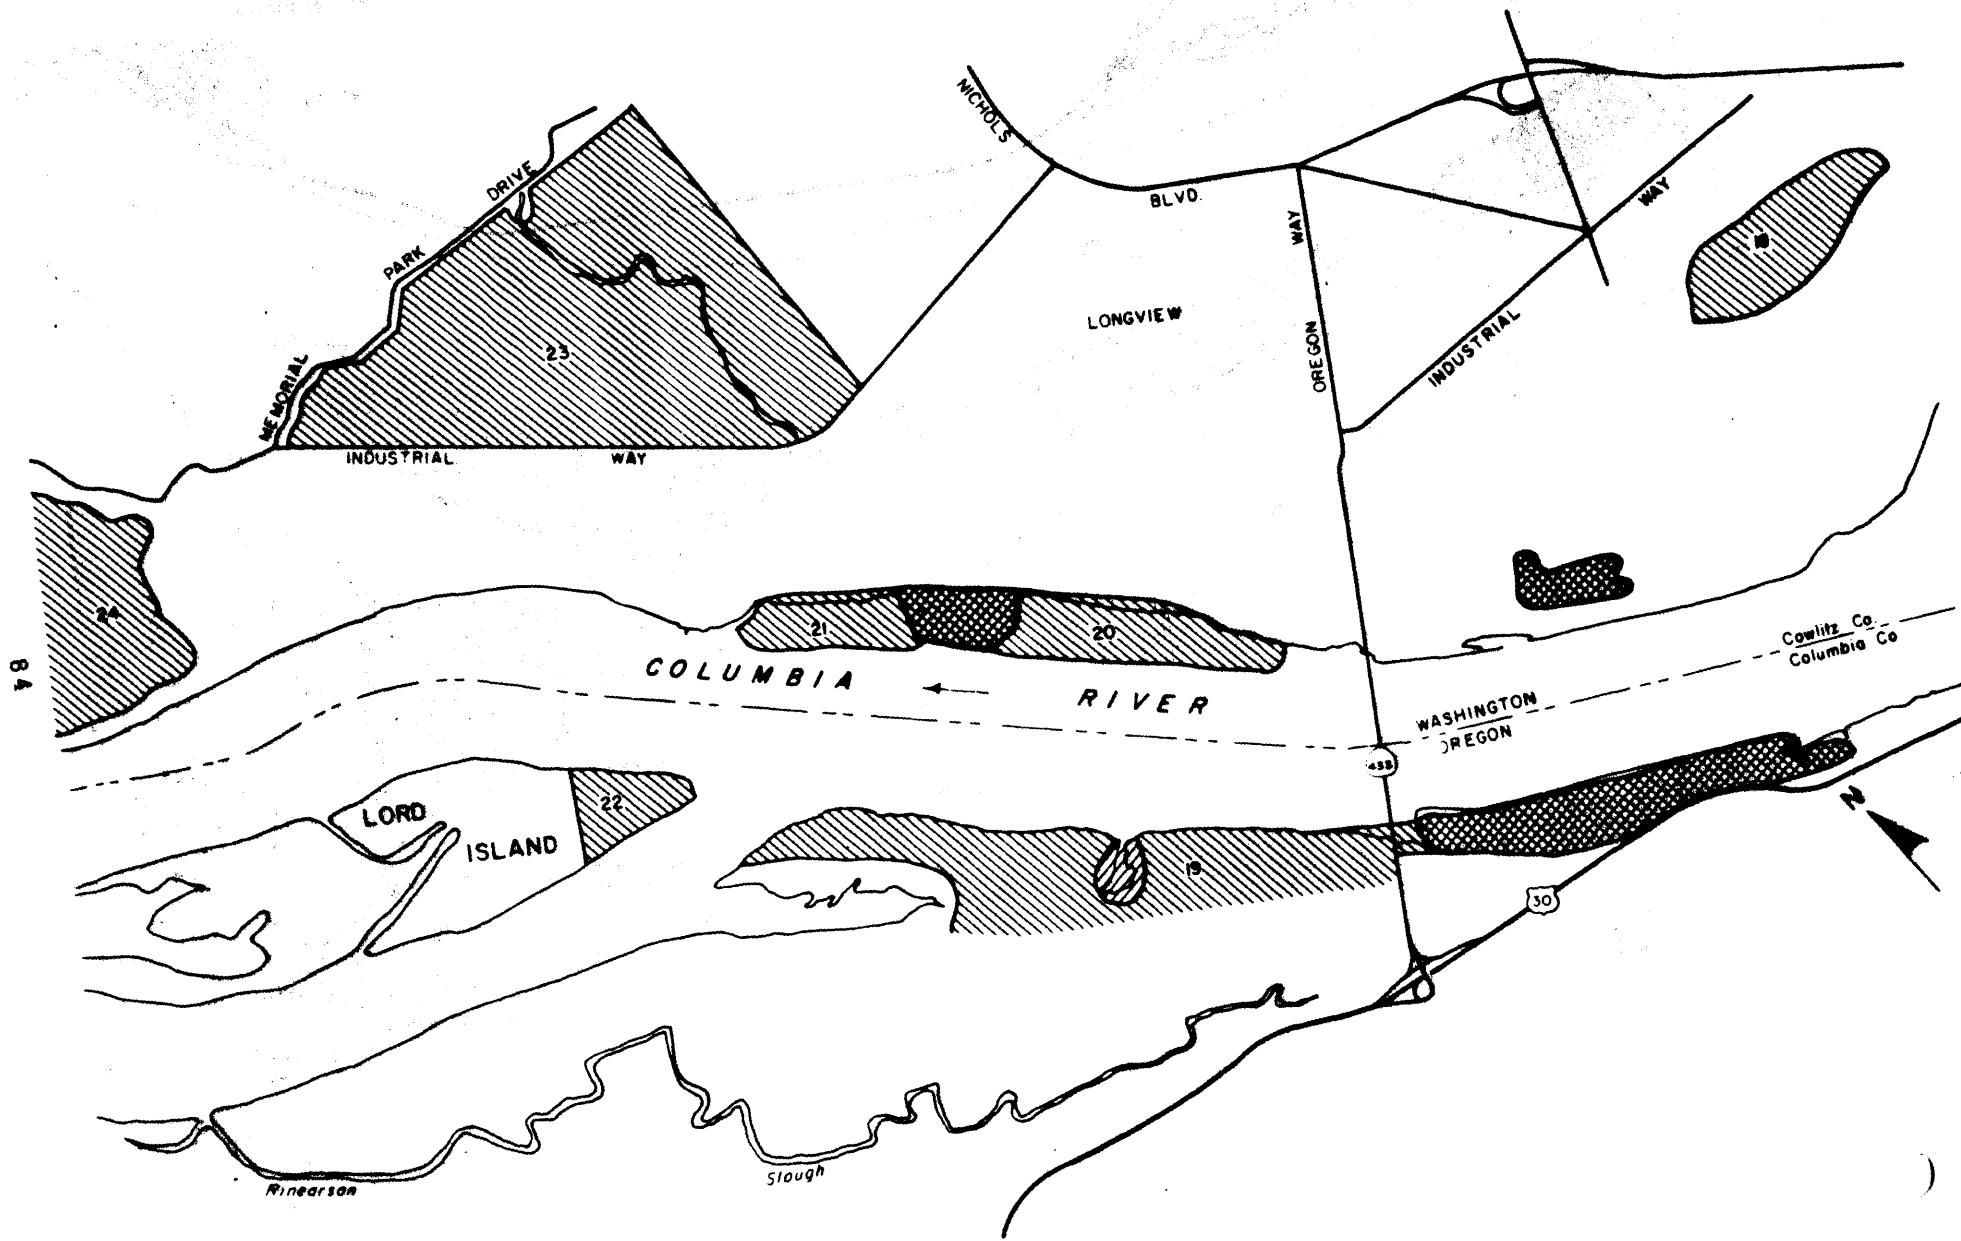 NICHOLS
BLVD.
DRIVE
PARK
MEMORIAL
23
INDUSTRIAL WAY
WAY
OREGON
LONGVIEW
INDUSTRIAL
WAY
18
24
84
21
20
COLUMBIA RIVER
Cowlitz Co.
Columbia Co
WASHINGTON
OREGON
433
LORD
ISLAND
22
19
30
N
Rinearson
Slough
)